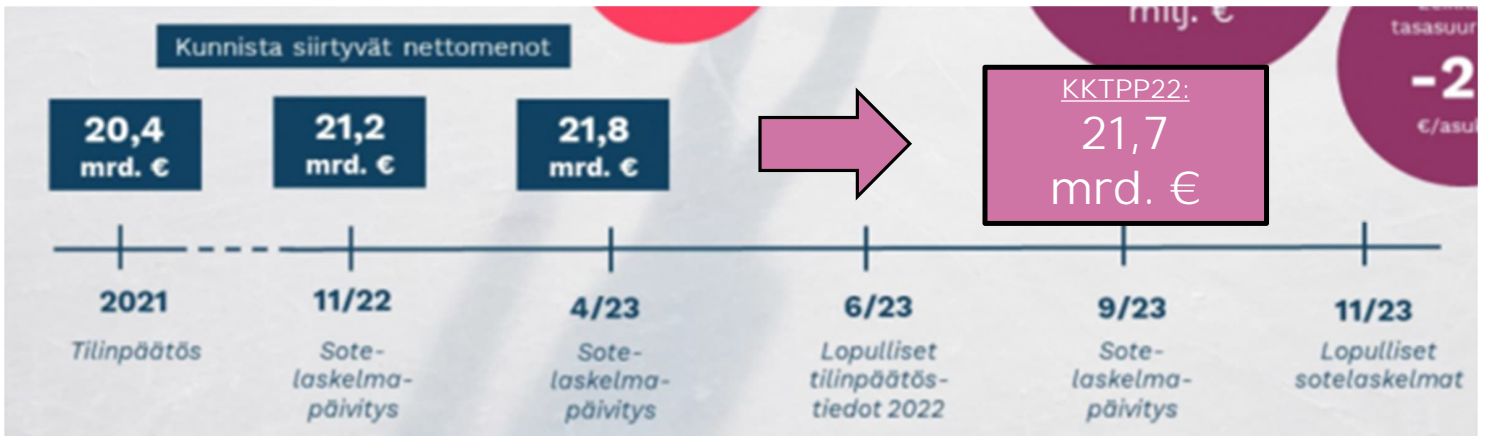 milj. €
tasasuur
-2
€/asu
Kunnista siirtyvät nettomenot
20,4
mrd. €
21,2
mrd. €
21,8
mrd. €
KKTPP22:
21,7
mrd. €
2021
Tilinpäätös
11/22
Sote-
laskelma-
päivitys
4/23
Sote-
laskelma-
päivitys
6/23
Lopulliset
tilinpäätös-
tiedot 2022
9/23
Sote-
laskelma-
päivitys
11/23
Lopulliset
sotelaskelmat